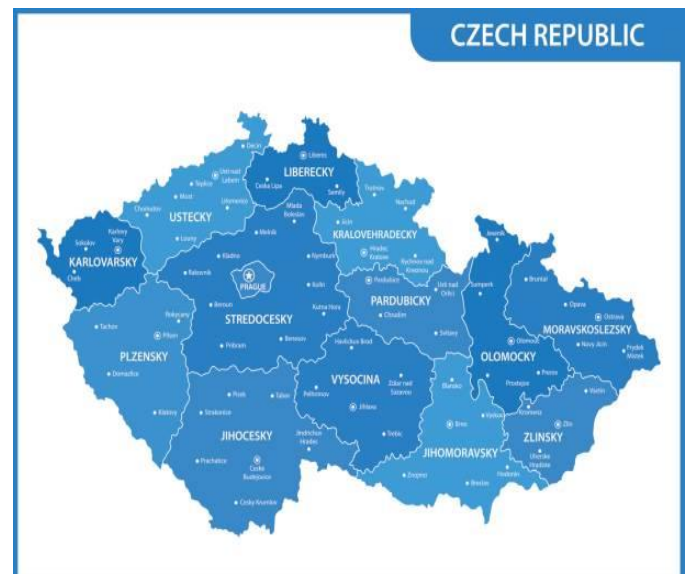 CZECH REPUBLIC
Decin
Liberec
Usti nad
Labem
Teplice
LIBERECKY
Ceska Lipa
Most
Semily
Trutnov
Litomerice
Chomutov
Nachod
Mlada
Boleslav
USTECKY
Jicin
KRALOVEHRADECKY
Karlovy
Vary
Sokolov
Louny
Melnik
Jesenik
Hradec
Kralove
KARLOVARSKY
Kladno
Nymburk
Rychnov nad
Kneznou
Cheb
Rakovnik
PRAGUE
Kolin
Pardubice
Usti nad
Orlici
Sumperk
Bruntal
PARDUBICKY
Beroun
Kutna Hora
Chrudim
Opava
Ostrava
Rokycany
STREDOCESKY
MORAVSKOSLEZSKY
Tachov
Pilsen
Svitavy
Olomouc
Novy Jicin
Frydek
Mistek
PLZENSKY
Pribram
Benesov
Havlickuv Brod
OLOMOCKY
Domazlice
VYSOCINA
Blansko
Prostejov
Prerov
Vsetin
Pisek
Tabor
Pelhrimov
Zdar nad
Sazavou
Klatovy
Strakonice
Jihlava
Vyskov
Kromeriz
Brno
Zlin
JIHOCESKY
Jindrichuv
Hradec
Trebic
ZLINSKY
Prachatice
Ceske
Budejovice
JIHOMORAVSKY
Uherske
Hradiste
Znojmo
Hodonin
Breclav
Cesky Krumlov